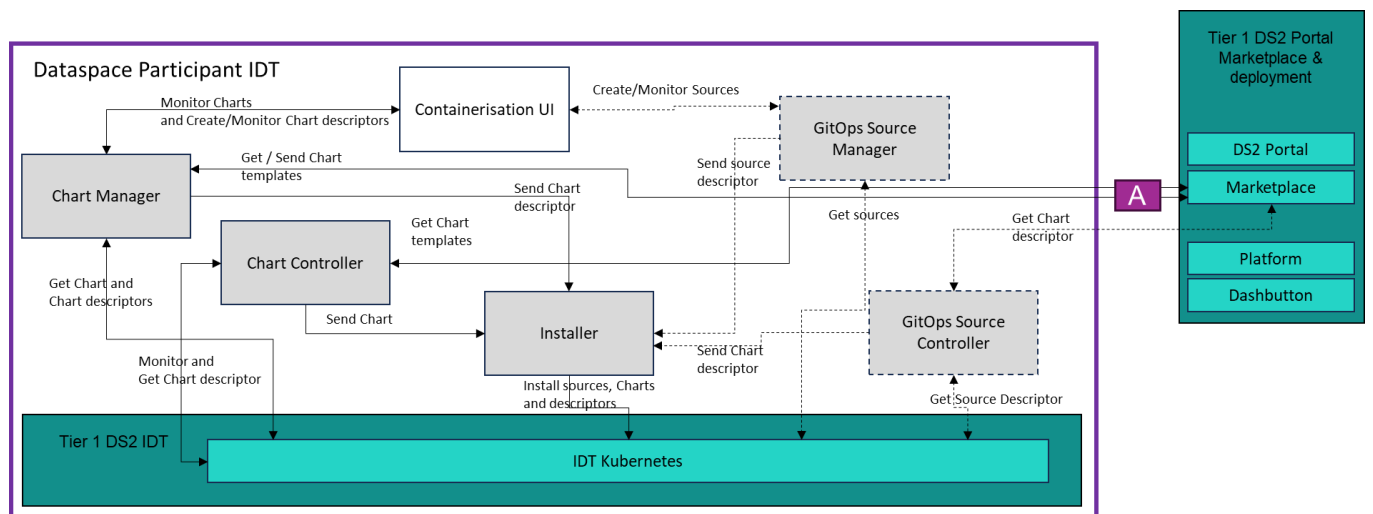 Tier 1 DS2 Portal
Marketplace &
deployment
Dataspace Participant IDT
Monitor Charts
and Create/Monitor Chart descriptors
Containerisation UI
Create/Monitor Sources
GitOps Source
Manager
DS2 Portal
Chart Manager
Get / Send Chart
templates
Send source
descriptor
Send Chart
descriptor
A
Marketplace
Get sources
Get Chart
descriptor
Get Chart
templates
Chart Controller
Platform
Get Chart and
Chart descriptors
Dashbutton
Send Chart
Installer
GitOps Source
Controller
Send Chart
descriptor
Monitor and
Get Chart descriptor
Install sources, Charts
and descriptors
Get Source Descriptor
Tier 1 DS2 IDT
IDT Kubernetes